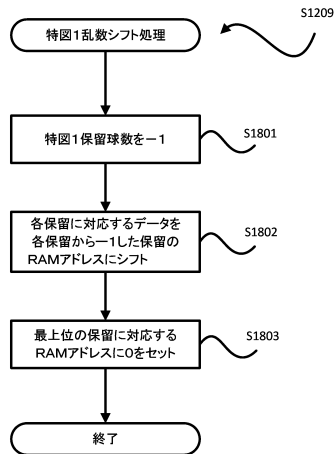 S1209
特図1乱数シフト処理
特図1保留球数を－1
S1801
各保留に対応するデータを
各保留から－1した保留の
RAMアドレスにシフト
S1802
最上位の保留に対応する
RAMアドレスに0をセット
S1803
終了